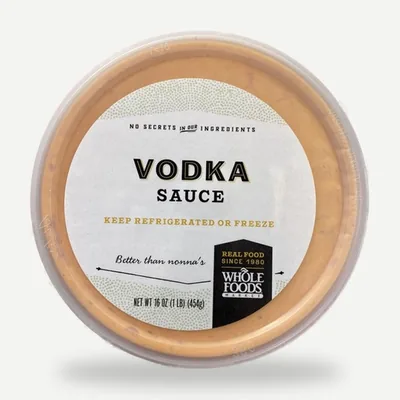 NO SECRETS IN OUR INGREDIENTS
VODKA
SAUCE
KEEP REFRIGERATED OR FREEZE
Better than nonna's
REAL FOOD
SINCE 1980
WHOLE
FOODS
MARKET
NET WT 16 OZ (1 LB) (454g)